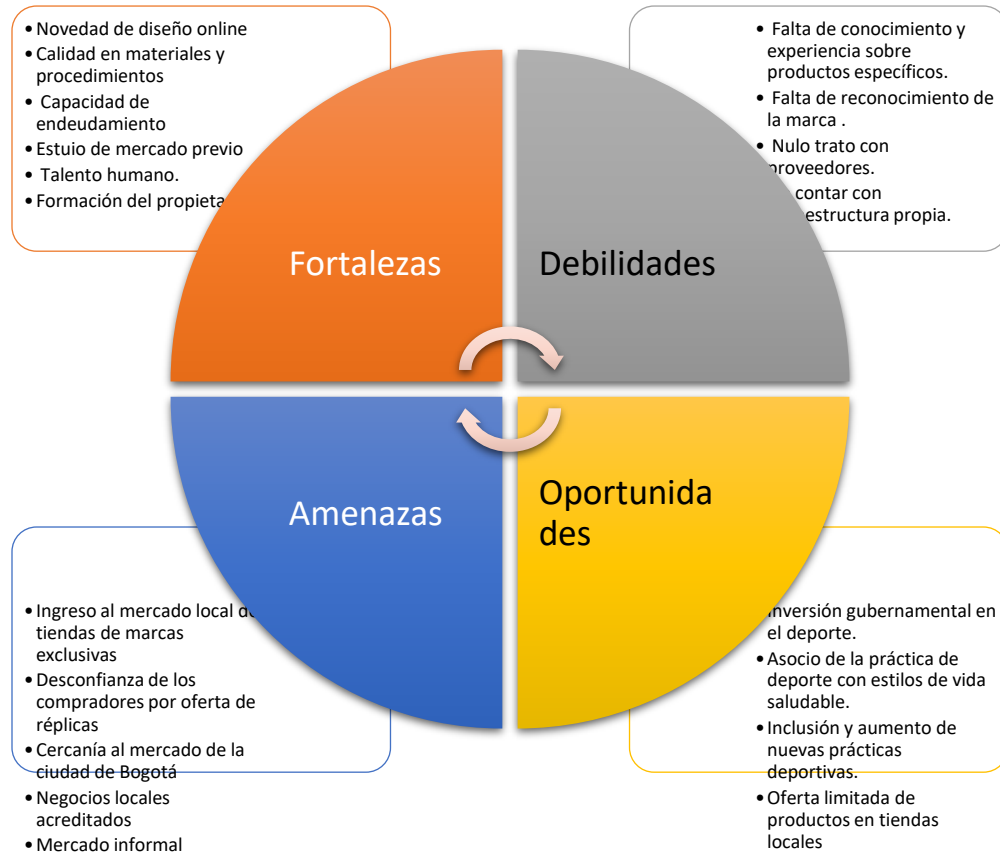 • Novedad de diseño online
• Calidad en materiales y
procedimientos
• Capacidad de
endeudamiento
• Estuio de mercado previo
• Talento humano.
• Formación del
• Falta de conocimiento y
experiencia sobre
productos específicos.
• Falta de reconocimiento de
la marca .
• Nulo trato con
proveedores.
contar con
propia.
Fortalezas
Debilidades
Amenazas
Oportunida
des
• Ingreso al mercado local de
tiendas de marcas
exclusivas
• Desconfianza de los
compradores por oferta de
réplicas
• Cercanía al mercado de la
ciudad de Bogotá
• Negocios locales
acreditados
• Mercado informal
Inversión gubernamental en
el deporte.
• Asocio de la práctica de
deporte con estilos de vida
saludable.
• Inclusión y aumento de
nuevas prácticas
deportivas.
• Oferta limitada de
productos en tiendas
locales